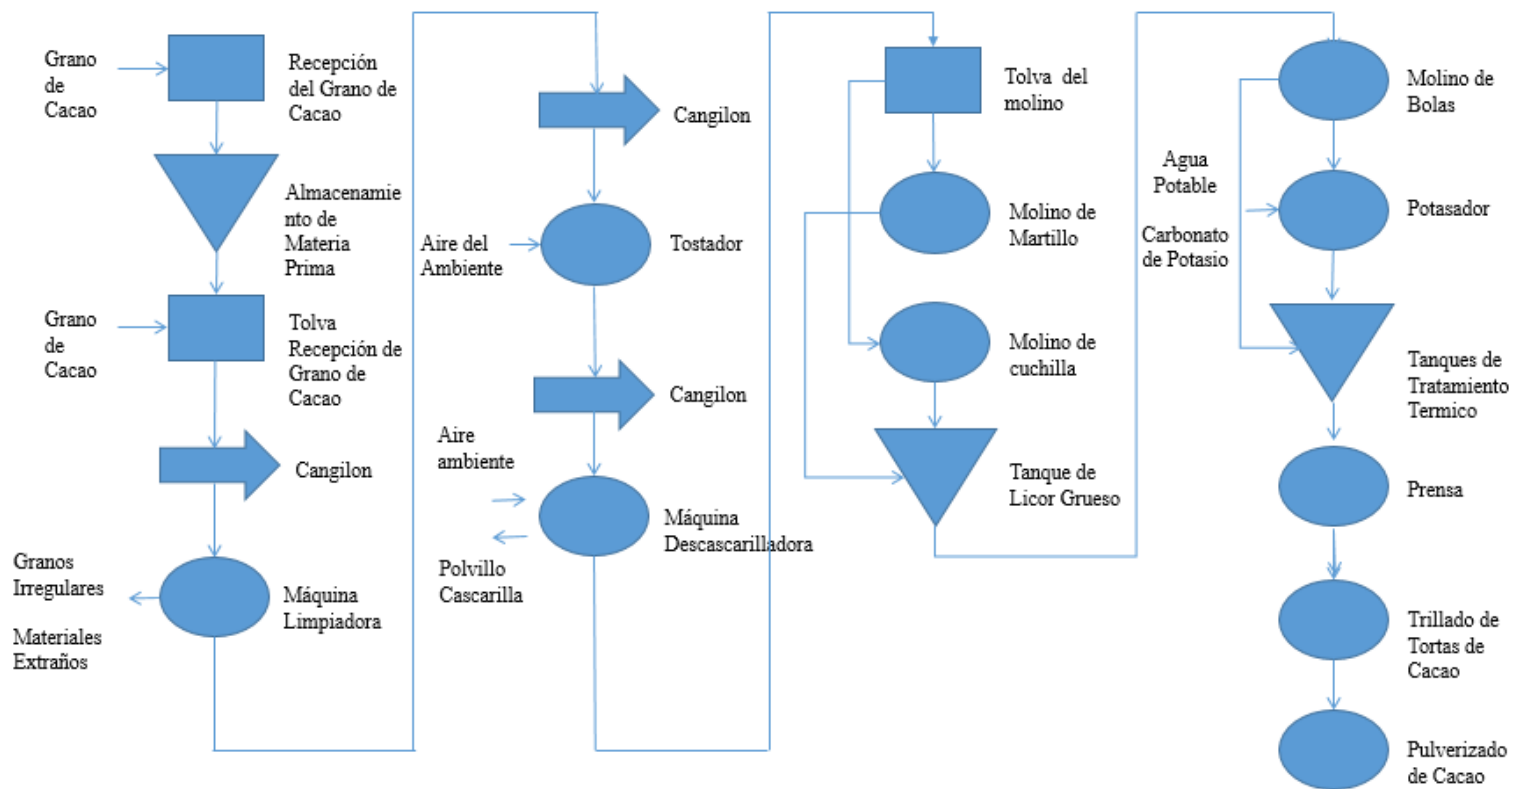 Grano
de
Cacao
Recepción
del Grano de
Cacao
Almacenamie
nto de
Materia
Prima
Grano
de
Cacao
Tolva
Recepción de
Grano de
Cacao
Cangilon
Granos
Irregulares
Materiales
Extraños
Máquina
Limpiadora
Cangilon
Aire del
Ambiente
Tostador
Cangilon
Aire
ambiente
Polvillo
Cascarilla
Máquina
Descascarilladora
Tolva del
molino
Molino de
Martillo
Molino de
cuchilla
Tanque de
Licor Grueso
Molino de
Bolas
Agua
Potable
Carbonato
de Potasio
Potasador
Tanques de
Tratamiento
Termico
Prensa
Trillado de
Tortas de
Cacao
Pulverizado
de Cacao